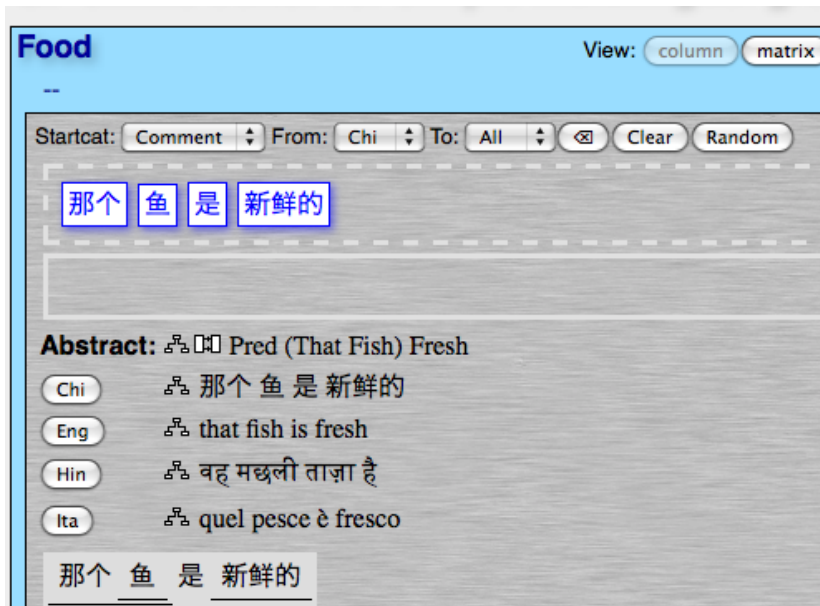 Food View: column matrix
--
Startcat: Comment From: Chi To: All ⌫ Clear Random
那个 鱼 是 新鲜的
Abstract: Pred (That Fish) Fresh
Chi 那个 鱼 是 新鲜的
Eng that fish is fresh
Hin वह मछली ताज़ा है
Ita quel pesce è fresco
那个 鱼 是 新鲜的